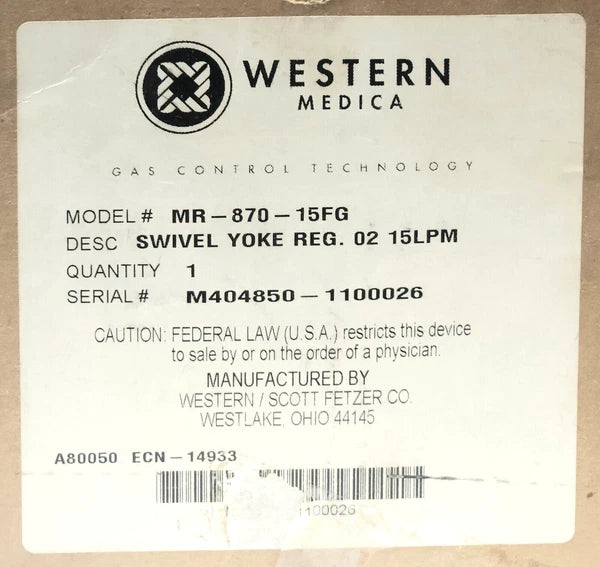 WESTERN
MEDICA
GAS CONTROL TECHNOLOGY
MODEL # MR-870-15FG
DESC SWIVEL YOKE REG. 02 15LPM
QUANTITY 1
SERIAL # M404850-1100026
CAUTION: FEDERAL LAW (U.S.A.) restricts this device
to sale by or on the order of a physician.
MANUFACTURED BY
WESTERN / SCOTT FETZER CO.
WESTLAKE, OHIO 44145
A80050 ECN-14933
1100026